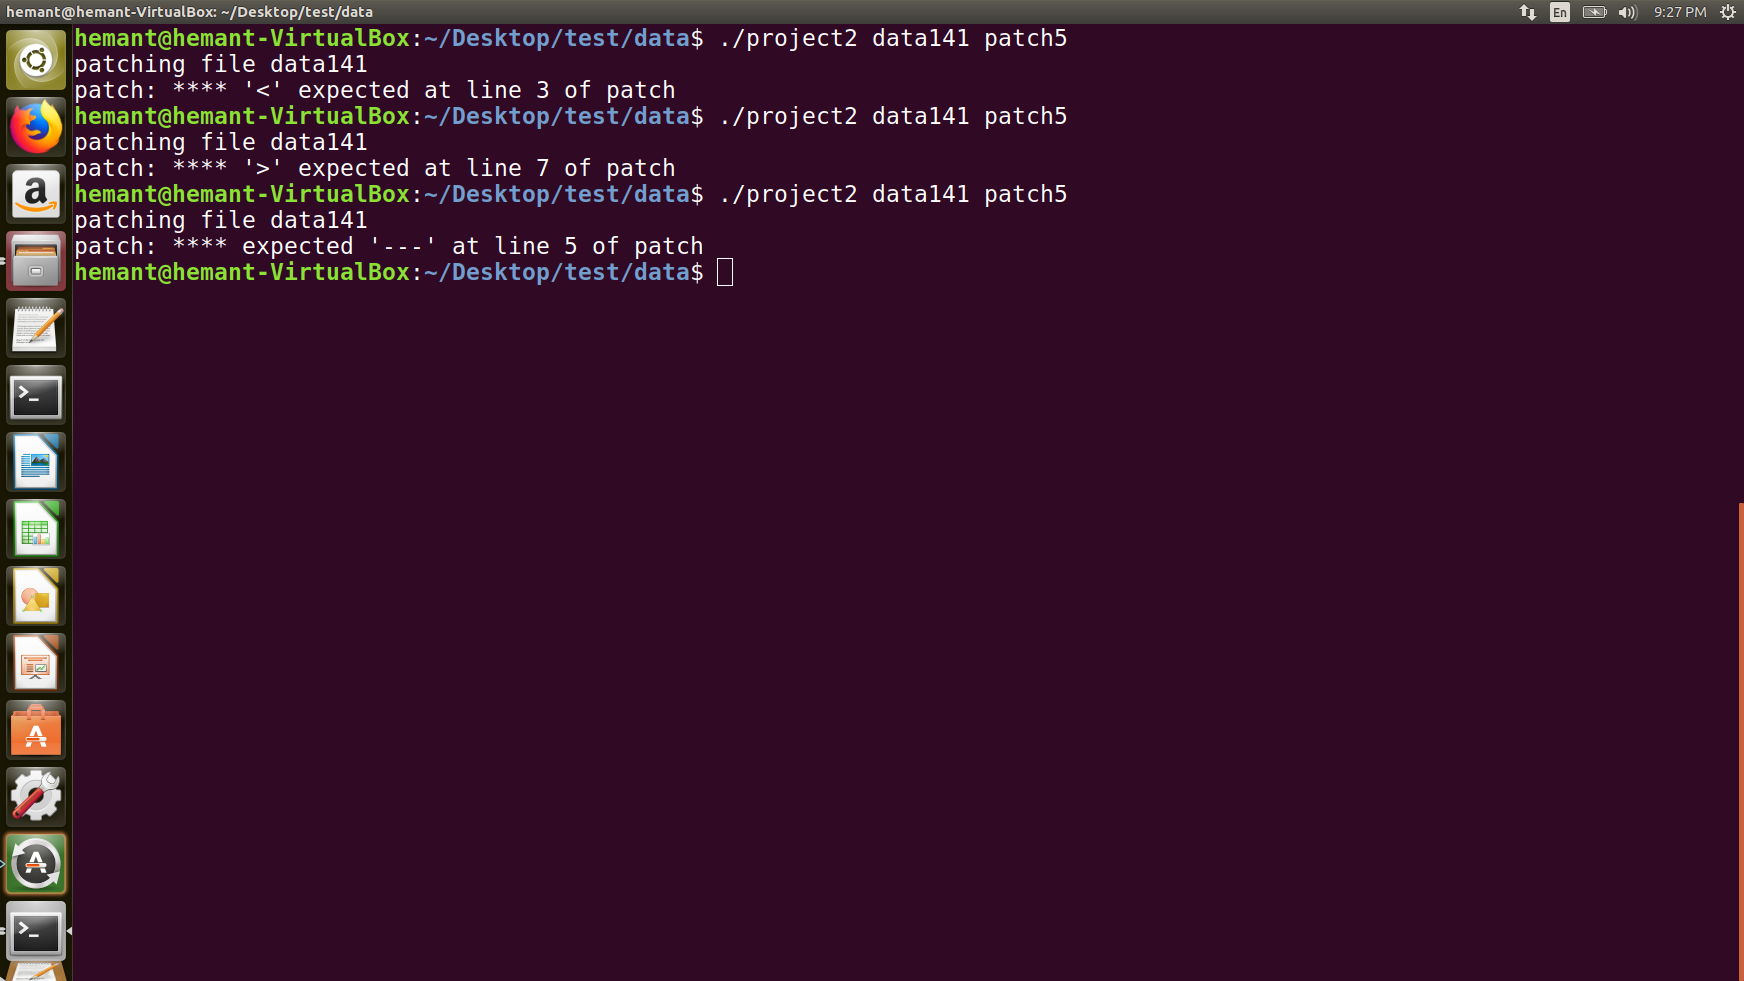 hemant@hemant-VirtualBox: ~/Desktop/test/data
En
9:27 PM
hemant@hemant-VirtualBox:~/Desktop/test/data$ ./project2 data141 patch5
patching file data141
patch: **** '<' expected at line 3 of patch
hemant@hemant-VirtualBox:~/Desktop/test/data$ ./project2 data141 patch5
patching file data141
patch: **** '>' expected at line 7 of patch
hemant@hemant-VirtualBox:~/Desktop/test/data$ ./project2 data141 patch5
patching file data141
patch: **** expected '---' at line 5 of patch
hemant@hemant-VirtualBox:~/Desktop/test/data$